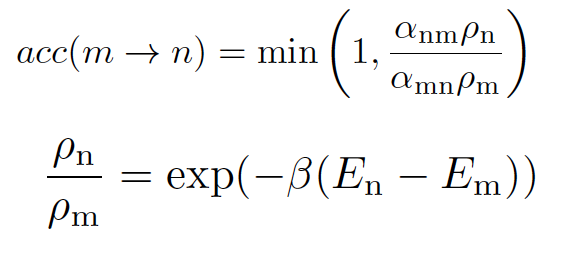 acc(m → n) = min(1, α_nm ρ_n / α_mn ρ_m)
ρ_n / ρ_m = exp(−β(E_n − E_m))